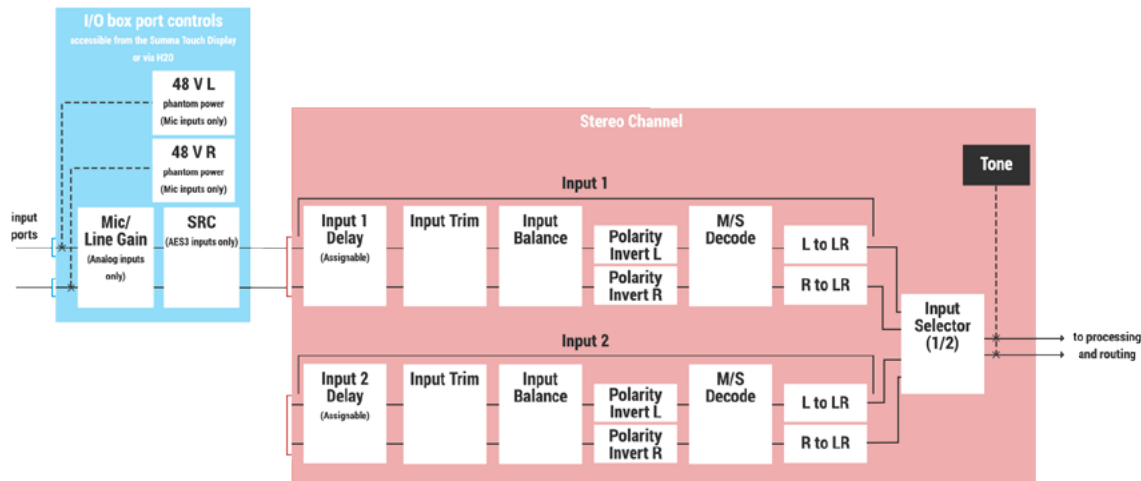 I/O box port controls
accessible from the Summa Touch Display
or via H2O
48 V L
phantom power
(Mic inputs only)
48 V R
phantom power
(Mic inputs only)
input
ports
Mic/
Line Gain
(Analog inputs
only)
SRC
(AES3 inputs only)
Stereo Channel
Tone
Input 1
Input 1
Delay
(Assignable)
Input Trim
Input
Balance
Polarity
Invert L
Polarity
Invert R
M/S
Decode
L to LR
R to LR
Input
Selector
(1/2)
to processing
and routing
Input 2
Input 2
Delay
(Assignable)
Input Trim
Input
Balance
Polarity
Invert L
Polarity
Invert R
M/S
Decode
L to LR
R to LR